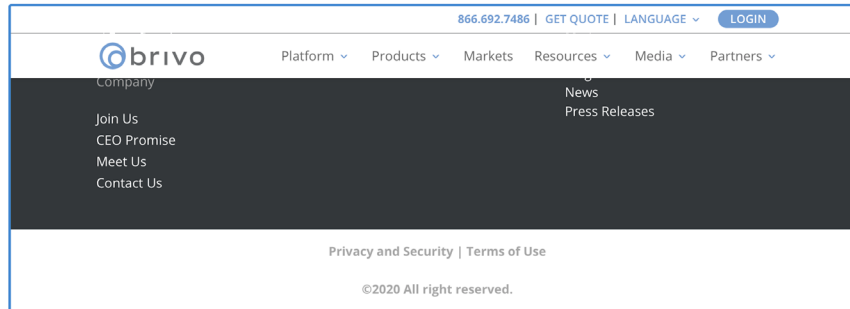 866.692.7486 | GET QUOTE | LANGUAGE LOGIN
brivo Platform Products Markets Resources Media Partners
Company
News
Press Releases
Join Us
CEO Promise
Meet Us
Contact Us
Privacy and Security | Terms of Use
©2020 All right reserved.